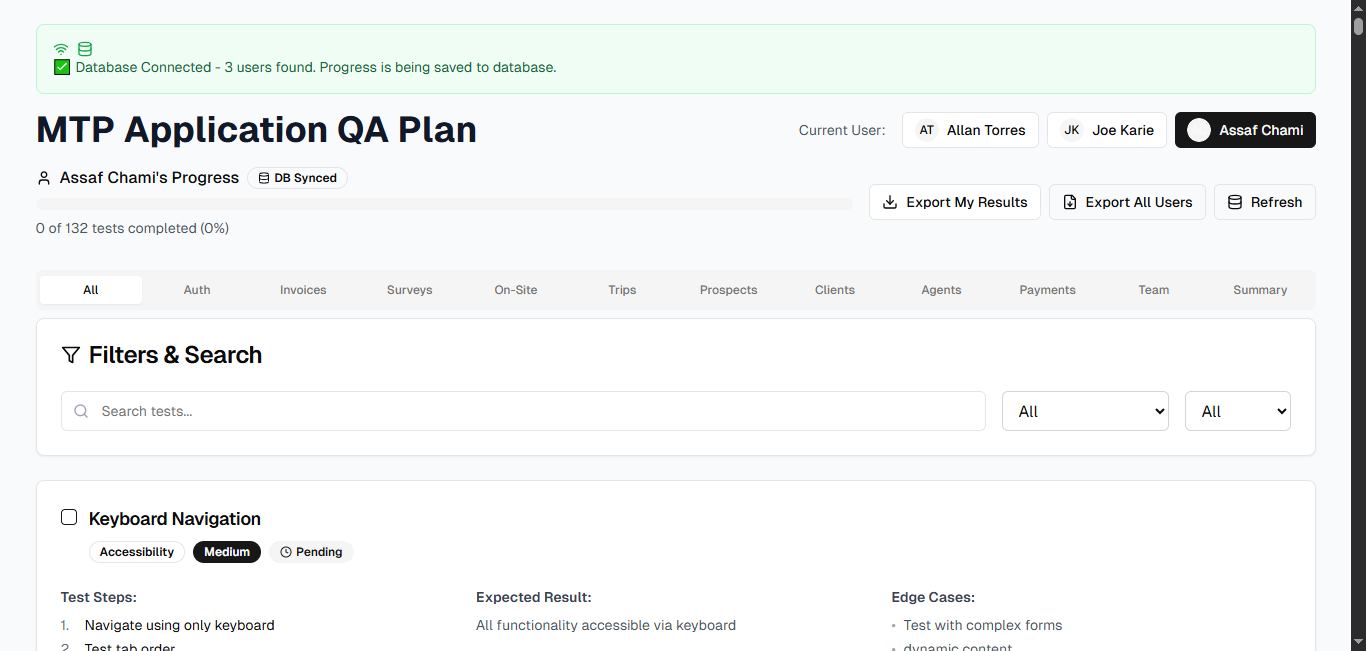 Database Connected - 3 users found. Progress is being saved to database.
MTP Application QA Plan
Current User:
AT Allan Torres
JK Joe Karie
Assaf Chami
Assaf Chami's Progress
DB Synced
Export My Results
Export All Users
Refresh
0 of 132 tests completed (0%)
All Auth Invoices Surveys On-Site Trips Prospects Clients Agents Payments Team Summary
Filters & Search
Search tests...
All
All
Keyboard Navigation
Accessibility Medium Pending
Test Steps:
1. Navigate using only keyboard
2. Test tab order
Expected Result:
All functionality accessible via keyboard
Edge Cases:
• Test with complex forms
• dynamic content